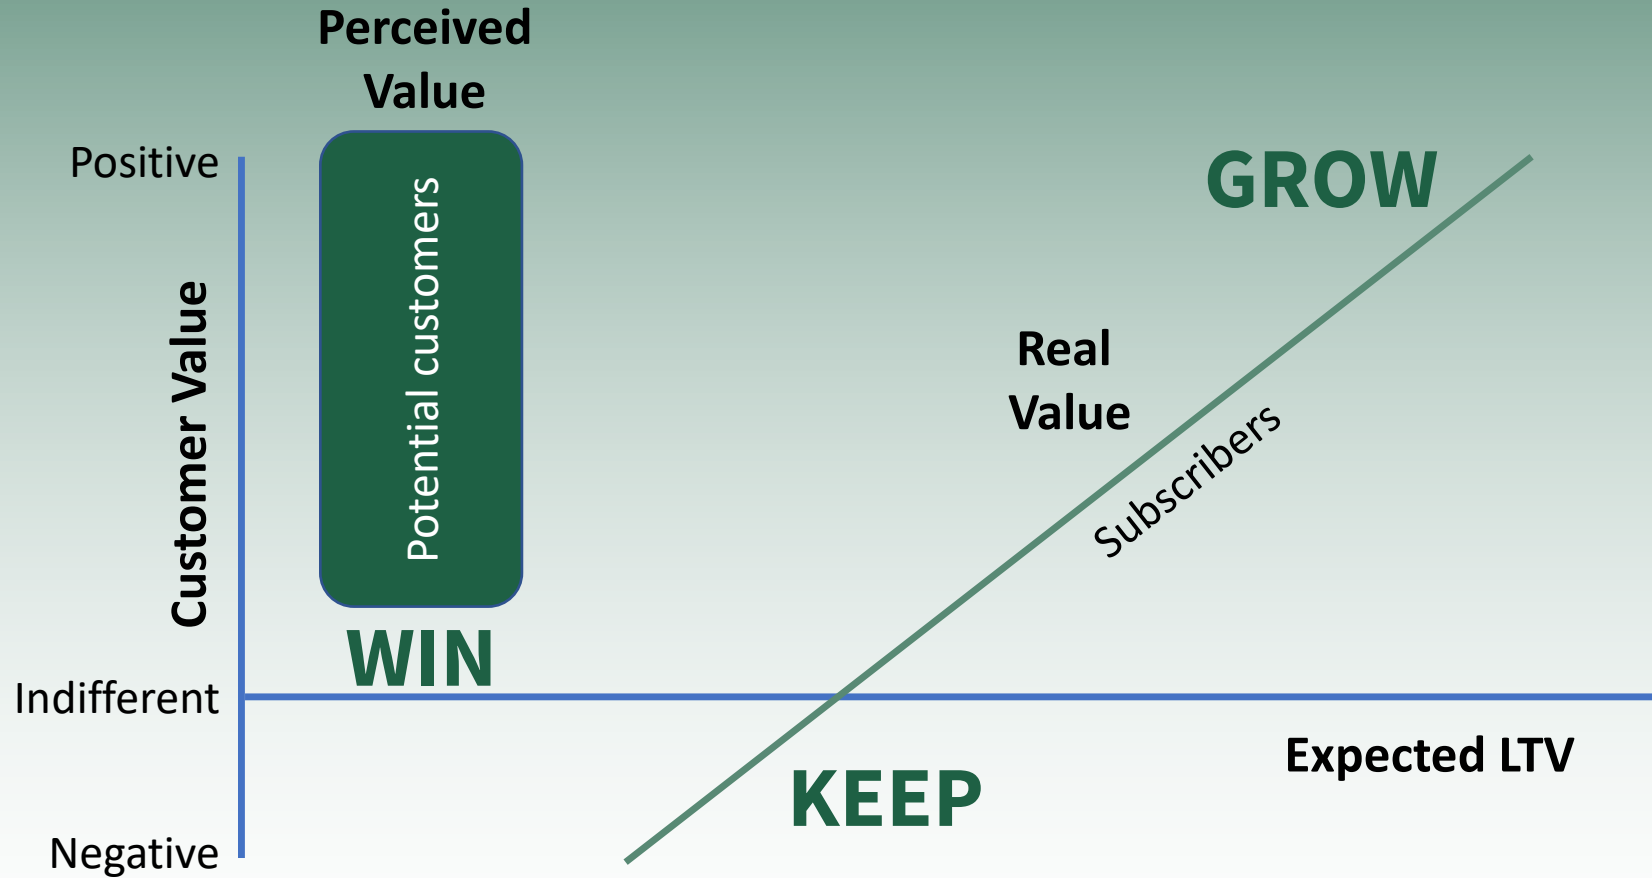 Perceived
Value
Positive
GROW
Potential customers
Customer Value
Real
Value
Subscribers
WIN
Indifferent
Expected LTV
KEEP
Negative